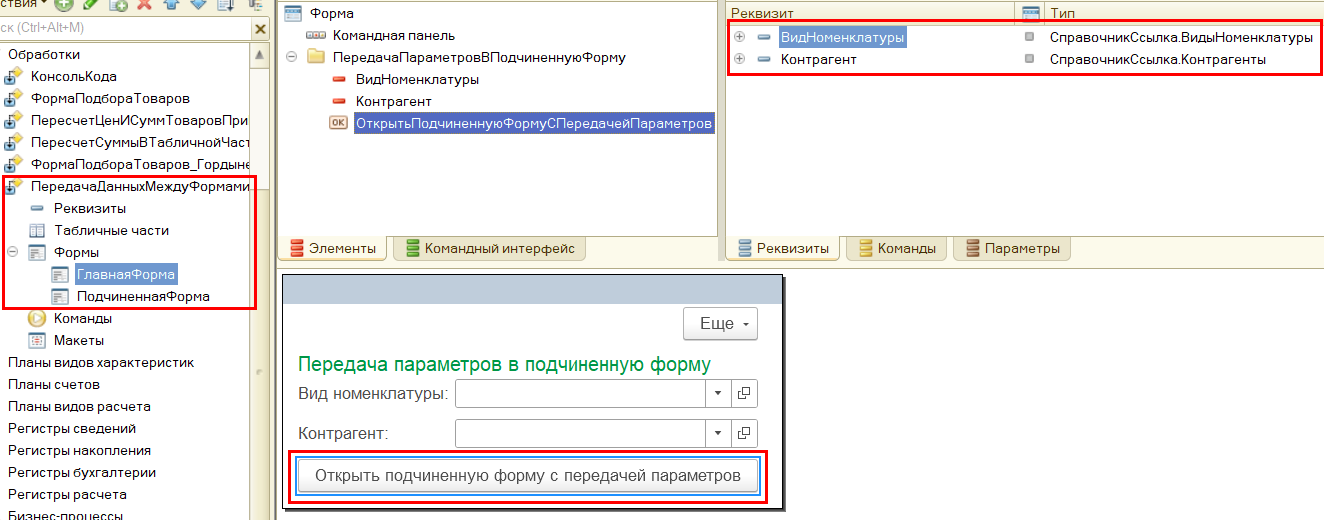 ствия
ск (Ctrl+Alt+M)
Обработки
КонсольКода
ФормаПодбораТоваров
ПересчетЦенИСуммТоваровПри
ПересчетСуммыВТабличнойЧаст
ФормаПодбораТоваров_Гордыне
ПередачаДанныхМеждуФормами
Реквизиты
Табличные части
Формы
ГлавнаяФорма
ПодчиненнаяФорма
Команды
Макеты
Планы видов характеристик
Планы счетов
Планы видов расчета
Регистры сведений
Регистры накопления
Регистры бухгалтерии
Регистры расчета
Бизнес-процессы
Форма
Командная панель
ПередачаПараметровВПодчиненнуюФорму
ВидНоменклатуры
Контрагент
OK ОткрытьПодчиненнуюФормуСПередачейПараметров
Элементы Командный интерфейс
Реквизит Тип
ВидНоменклатуры СправочникСсылка.ВидыНоменклатуры
Контрагент СправочникСсылка.Контрагенты
Реквизиты Команды Параметры
Еще
Передача параметров в подчиненную форму
Вид номенклатуры:
Контрагент:
Открыть подчиненную форму с передачей параметров